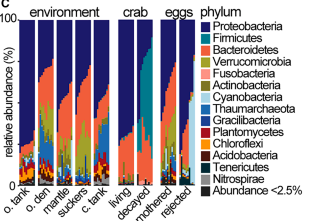 C
environment crab eggs phylum
100
0
relative abundance (%)
o. tank
o. den
mantle
suckers
c. tank
living
decayed
mothered
rejected
Proteobacteria
Firmicutes
Bacteroidetes
Verrucomicrobia
Fusobacteria
Actinobacteria
Cyanobacteria
Thaumarchaeota
Gracilibacteria
Plantomycetes
Chloroflexi
Acidobacteria
Tenericutes
Nitrospirae
Abundance <2.5%